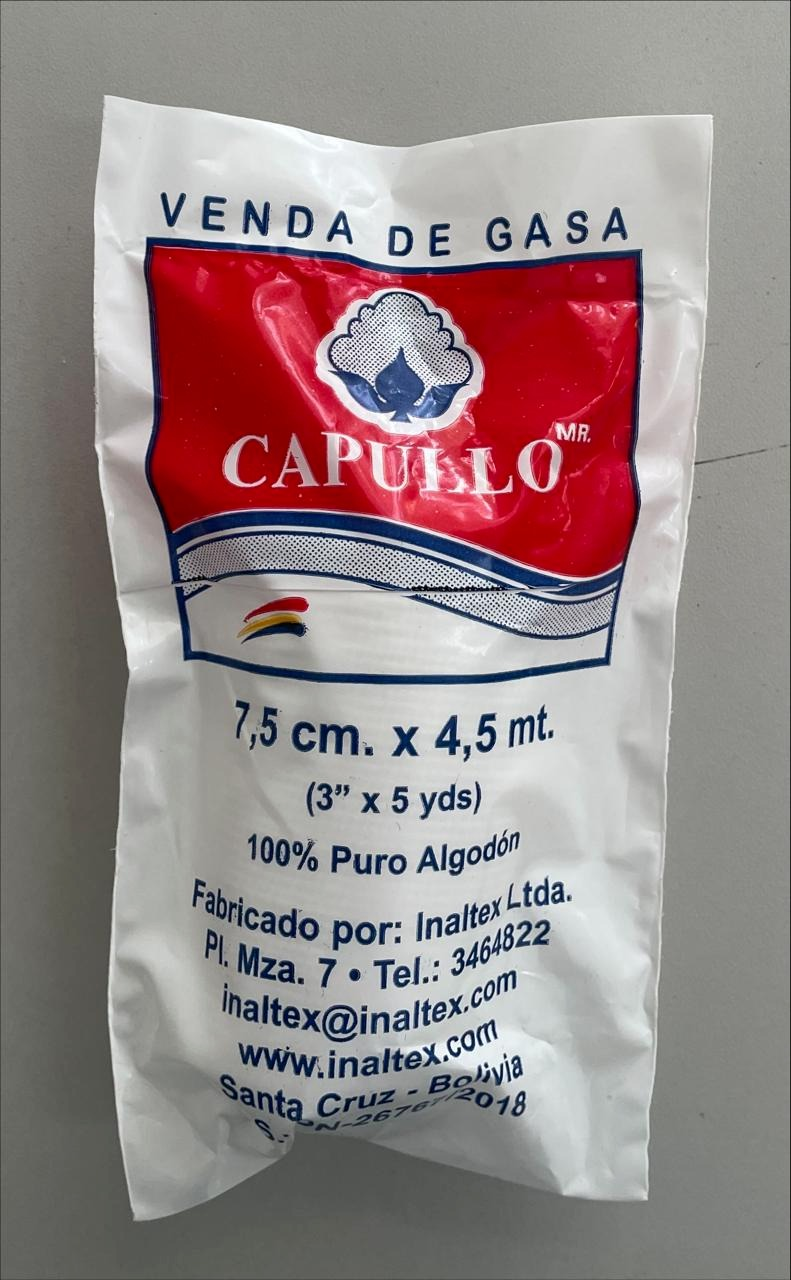 VENDA DE GASA
CAPULLO MR.
7,5 cm. x 4,5 mt.
(3” x 5 yds)
100% Puro Algodón
Fabricado por: Inaltex Ltda.
Pl. Mza. 7 • Tel.: 3464822
inaltex@inaltex.com
www.inaltex.com
Santa Cruz - Bolivia